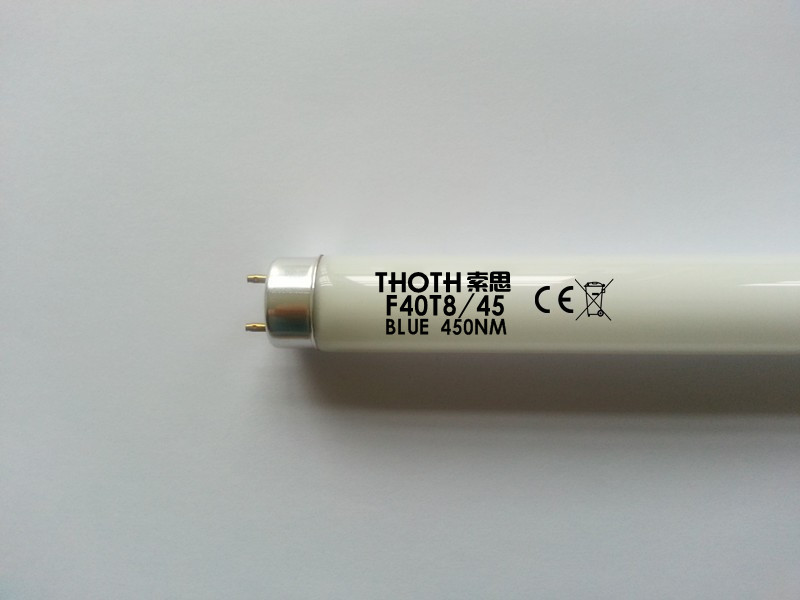 THOTH 索思
F40T8/45
BLUE 450NM
CE